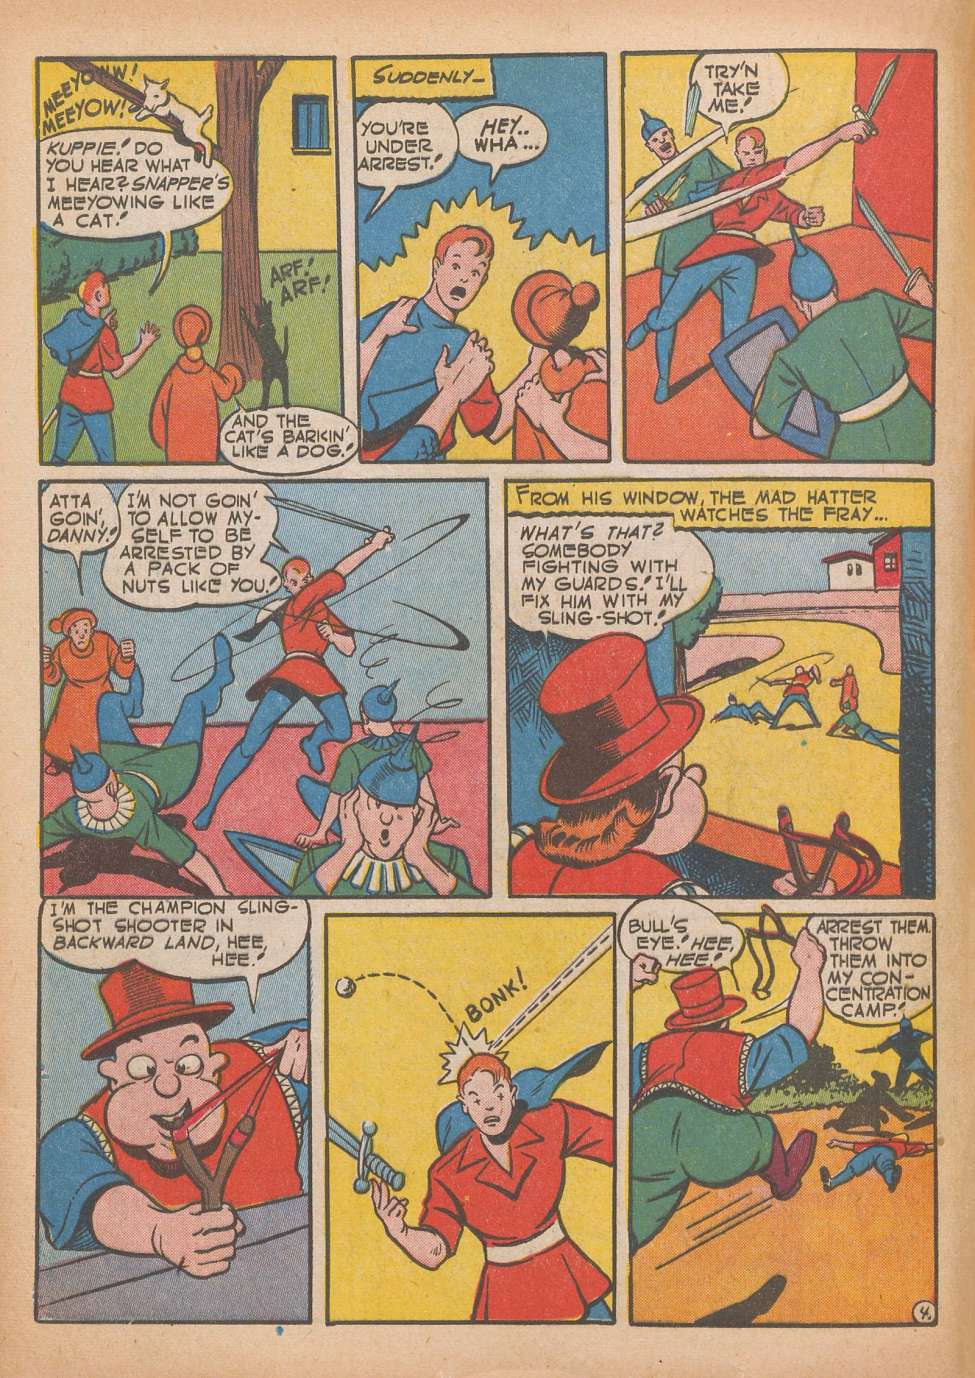 MEEYOWW!
MEEYOW!
KUPPIE! DO
YOU HEAR WHAT
I HEAR? SNAPPER'S
MEEYOWING LIKE
A CAT!
ARF!
ARF!
AND THE
CAT'S BARKIN'
LIKE A DOG!
SUDDENLY—
YOU'RE
UNDER
ARREST!
HEY..
WHA...
TRY'N
TAKE
ME!
ATTA
GOIN',
DANNY!
I'M NOT GOIN'
TO ALLOW MY-
SELF TO BE
ARRESTED BY
A PACK OF
NUTS LIKE YOU!
FROM HIS WINDOW, THE MAD HATTER
WATCHES THE FRAY...
WHAT'S THAT?
SOMEBODY
FIGHTING WITH
MY GUARDS! I'LL
FIX HIM WITH MY
SLING-SHOT!
I'M THE CHAMPION SLING-
SHOT SHOOTER IN
BACKWARD LAND, HEE,
HEE!
BONK!
BULL'S
EYE! HEE,
HEE!
ARREST THEM.
THROW
THEM INTO
MY CON-
CENTRATION
CAMP!
4.